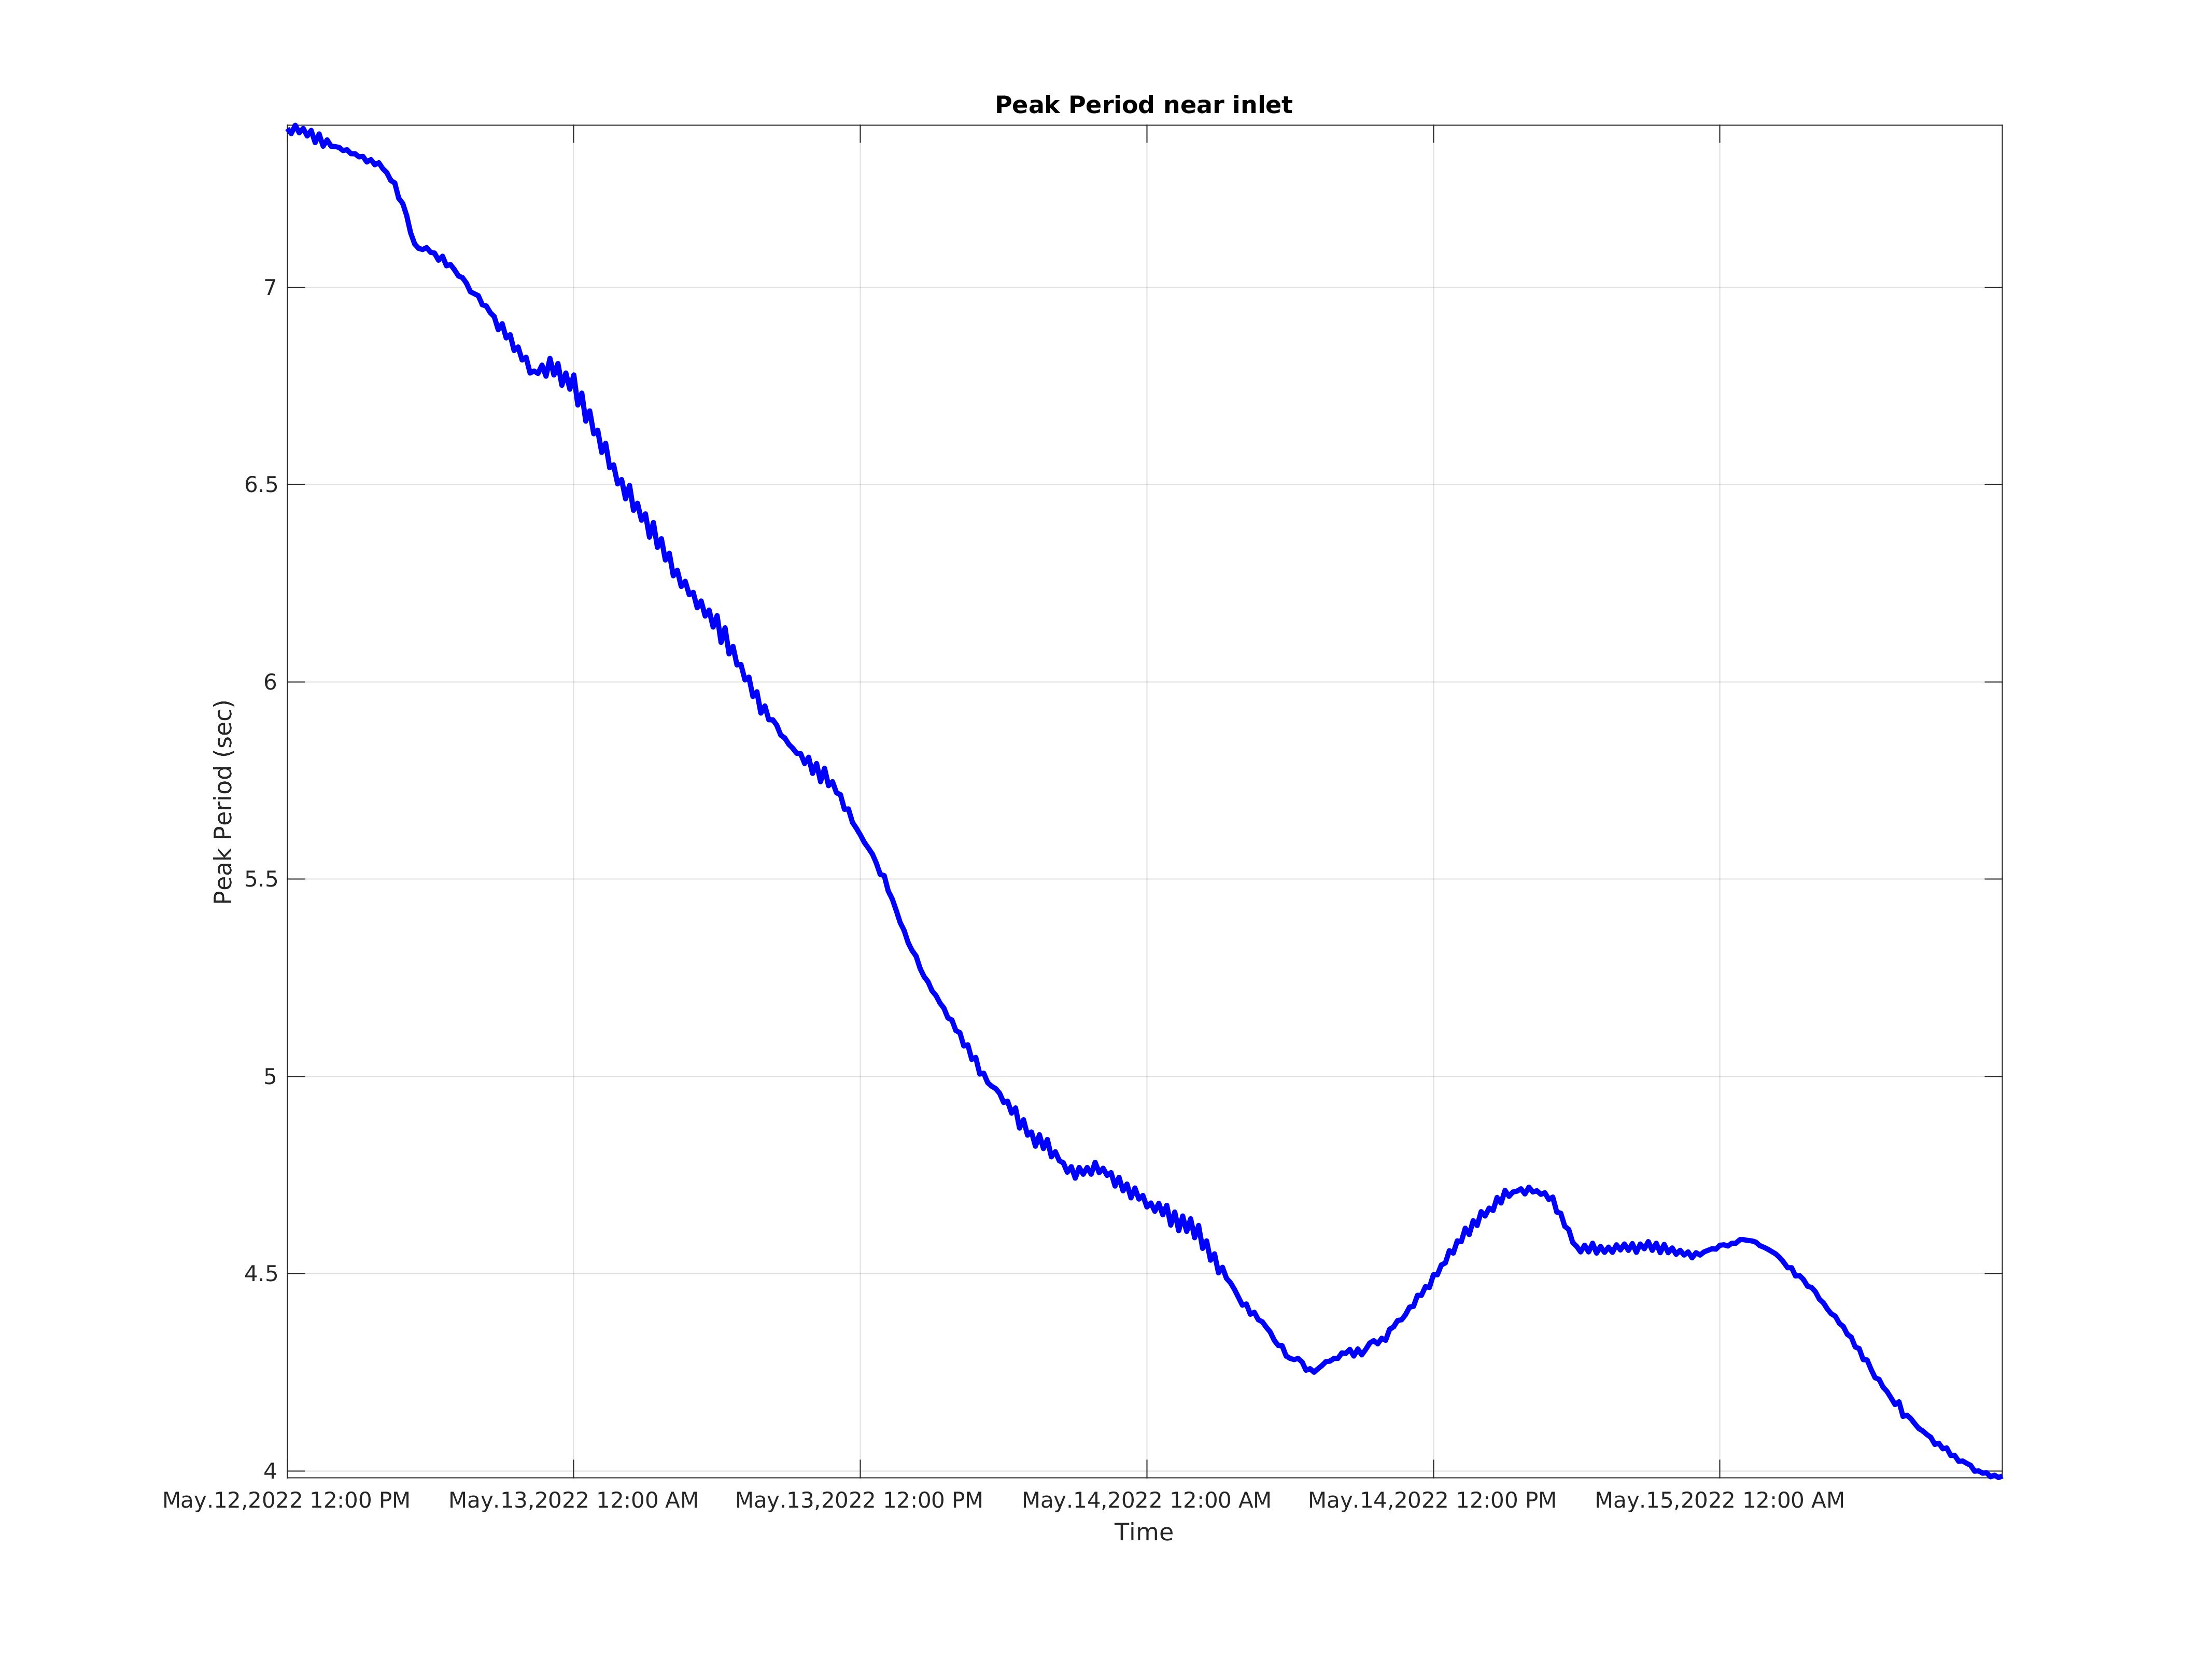 Peak Period near inlet
7
6.5
6
5.5
5
4.5
4
Peak Period (sec)
May.12,2022 12:00 PM
May.13,2022 12:00 AM
May.13,2022 12:00 PM
May.14,2022 12:00 AM
May.14,2022 12:00 PM
May.15,2022 12:00 AM
Time